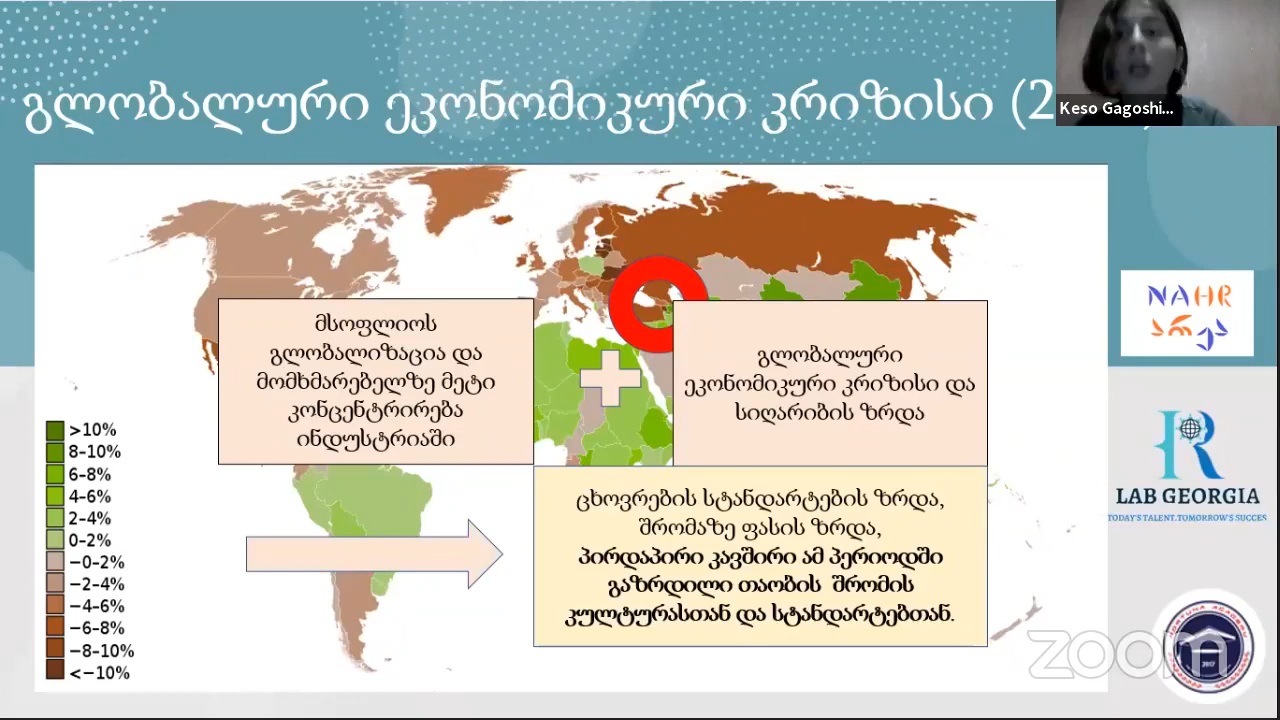 გლობალური ეკონომიკური კრიზისი (2
Keso Gagoshi...
მსოფლიოს
გლობალიზაცია და
მომხმარებელზე მეტი
კონცენტრირება
ინდუსტრიაში
გლობალური
ეკონომიკური კრიზისი და
სიღარიბის ზრდა
ცხოვრების სტანდარტების ზრდა,
შრომაზე ფასის ზრდა,
პირდაპირი კავშირი ამ პერიოდში
გაზრდილი თაობის შრომის
კულტურასთან და სტანდარტებთან.
>10%
8-10%
6-8%
4-6%
2-4%
0-2%
−0-2%
−2-4%
−4-6%
−6-8%
−8-10%
<−10%
NAHR
არვა
LAB GEORGIA
TODAY'S TALENT.TOMORROW'S SUCCES
2017
zoom